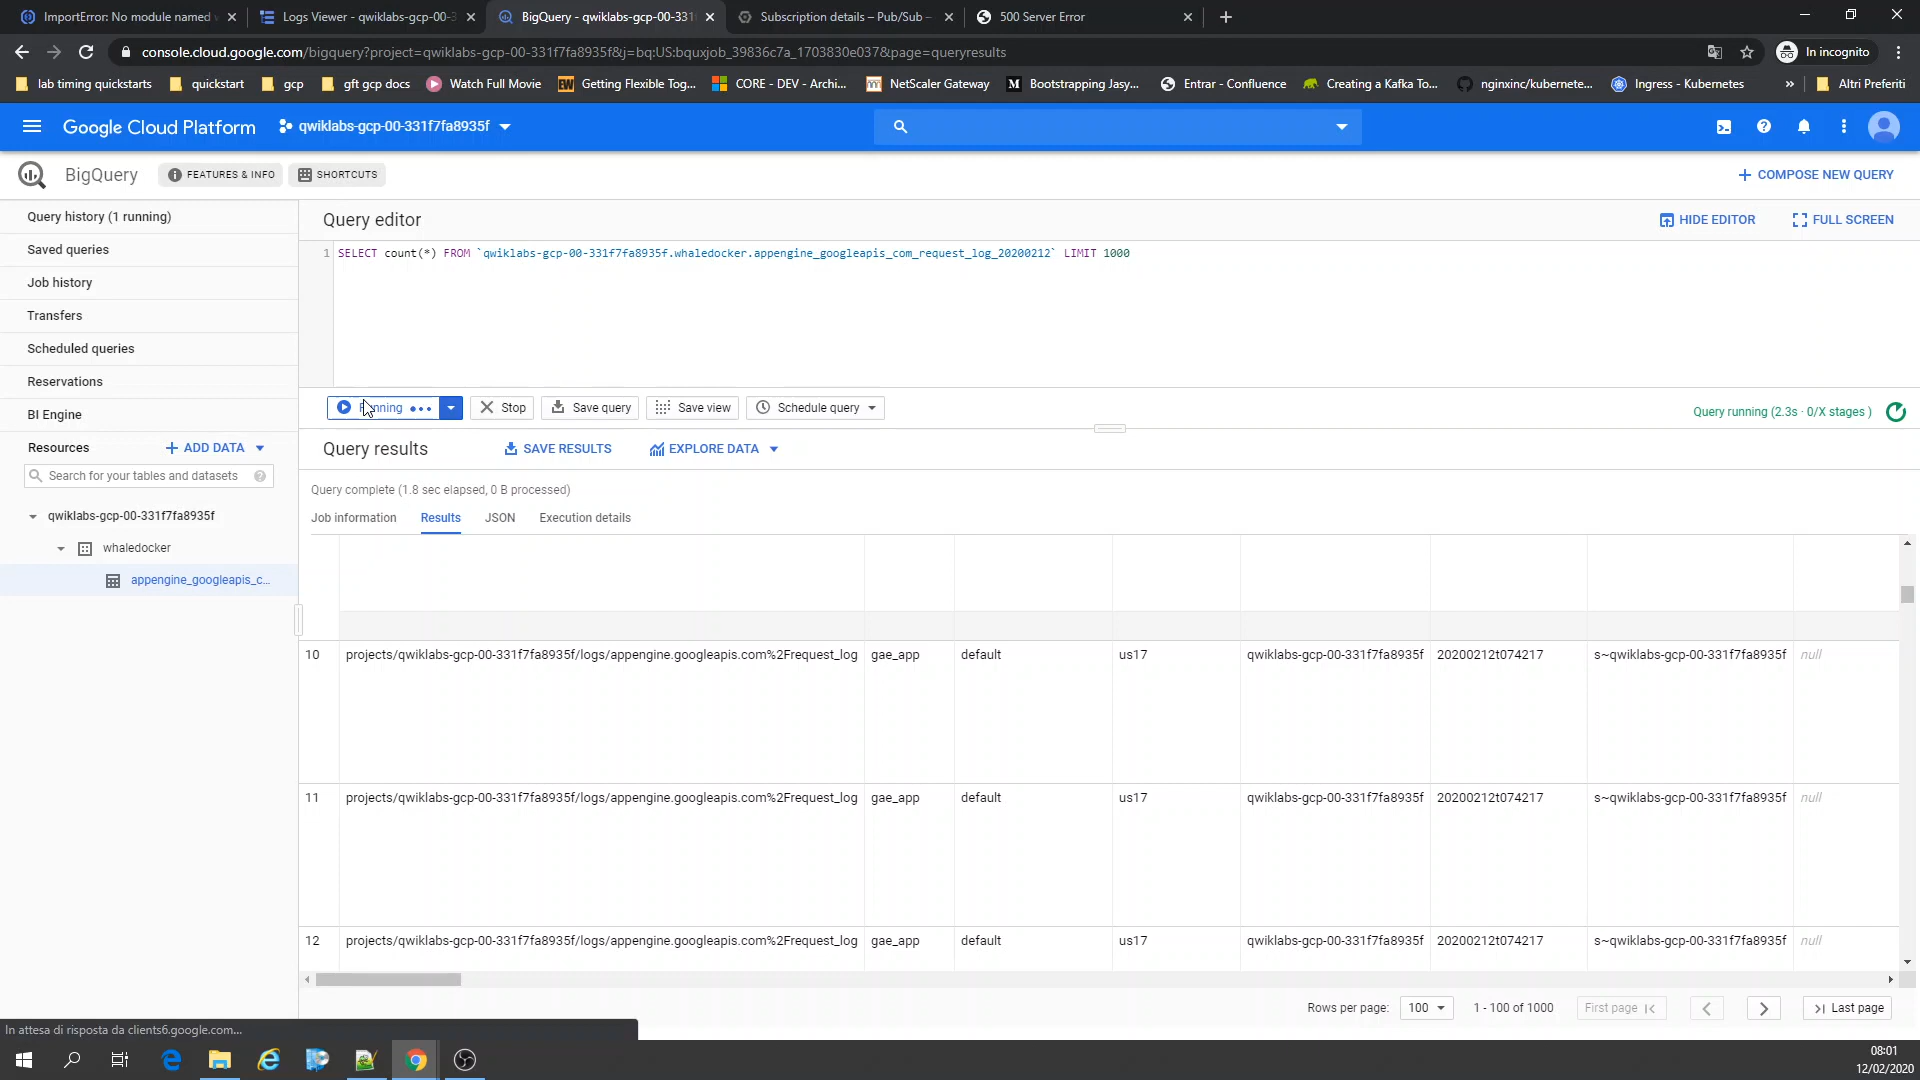 ImportError: No module named
Logs Viewer - qwiklabs-gcp-00-3
BigQuery - qwiklabs-gcp-00-331
Subscription details – Pub/Sub –
500 Server Error
console.cloud.google.com/bigquery?project=qwiklabs-gcp-00-331f7fa8935f&j=bq:US:bquxjob_39836c7a_1703830e037&page=queryresults
In incognito
lab timing quickstarts
quickstart
gcp
gft gcp docs
Watch Full Movie
Getting Flexible Tog...
CORE - DEV - Archi...
NetScaler Gateway
Bootstrapping Jasy...
Entrar - Confluence
Creating a Kafka To...
nginxinc/kubernete...
Ingress - Kubernetes
»
Altri Preferiti
Google Cloud Platform
qwiklabs-gcp-00-331f7fa8935f
BigQuery
FEATURES & INFO
SHORTCUTS
COMPOSE NEW QUERY
Query history (1 running)
Saved queries
Job history
Transfers
Scheduled queries
Reservations
BI Engine
Resources
ADD DATA
Search for your tables and datasets
qwiklabs-gcp-00-331f7fa8935f
whaledocker
appengine_googleapis_c...
Query editor
HIDE EDITOR
FULL SCREEN
1 SELECT count(*) FROM `qwiklabs-gcp-00-331f7fa8935f.whaledocker.appengine_googleapis_com_request_log_20200212` LIMIT 1000
Stop
Save query
Save view
Schedule query
Query running (2.3s · 0/X stages )
Query results
SAVE RESULTS
EXPLORE DATA
Query complete (1.8 sec elapsed, 0 B processed)
Job information
Results
JSON
Execution details
10 projects/qwiklabs-gcp-00-331f7fa8935f/logs/appengine.googleapis.com%2Frequest_log gae_app default us17 qwiklabs-gcp-00-331f7fa8935f 20200212t074217 s~qwiklabs-gcp-00-331f7fa8935f null
11 projects/qwiklabs-gcp-00-331f7fa8935f/logs/appengine.googleapis.com%2Frequest_log gae_app default us17 qwiklabs-gcp-00-331f7fa8935f 20200212t074217 s~qwiklabs-gcp-00-331f7fa8935f null
12 projects/qwiklabs-gcp-00-331f7fa8935f/logs/appengine.googleapis.com%2Frequest_log gae_app default us17 qwiklabs-gcp-00-331f7fa8935f 20200212t074217 s~qwiklabs-gcp-00-331f7fa8935f null
Rows per page:
100
1 - 100 of 1000
First page
Last page
In attesa di risposta da clients6.google.com...
08:01
12/02/2020